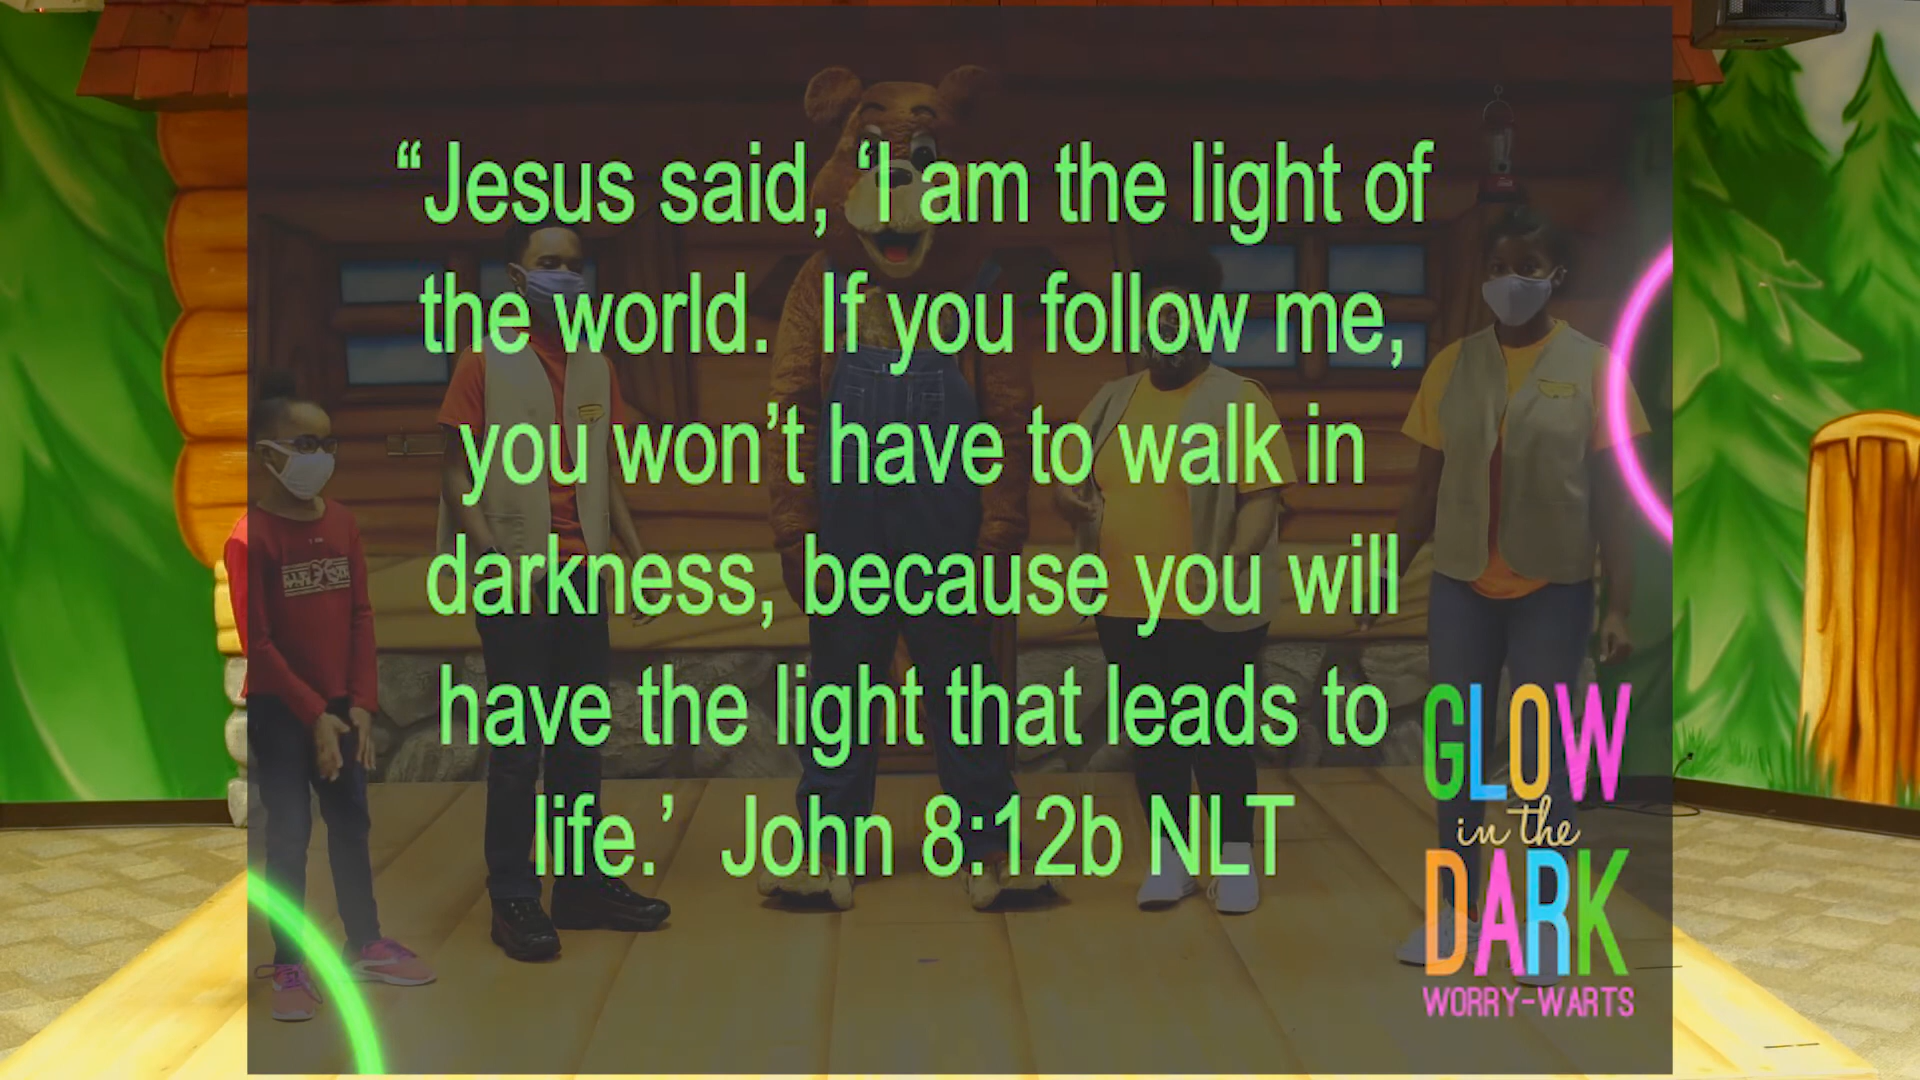 “Jesus said, ‘I am the light of
the world.  If you follow me,
you won’t have to walk in
darkness, because you will
have the light that leads to
life.’  John 8:12b NLT
GLOW
in the
DARK
WORRY-WARTS